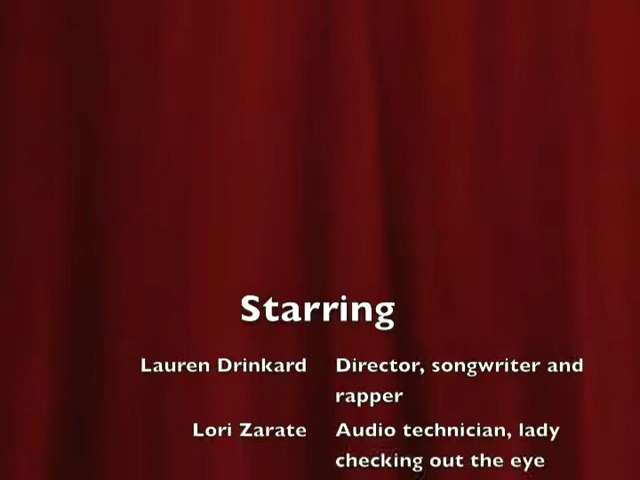 Starring
Lauren Drinkard Director, songwriter and
rapper
Lori Zarate Audio technician, lady
checking out the eye